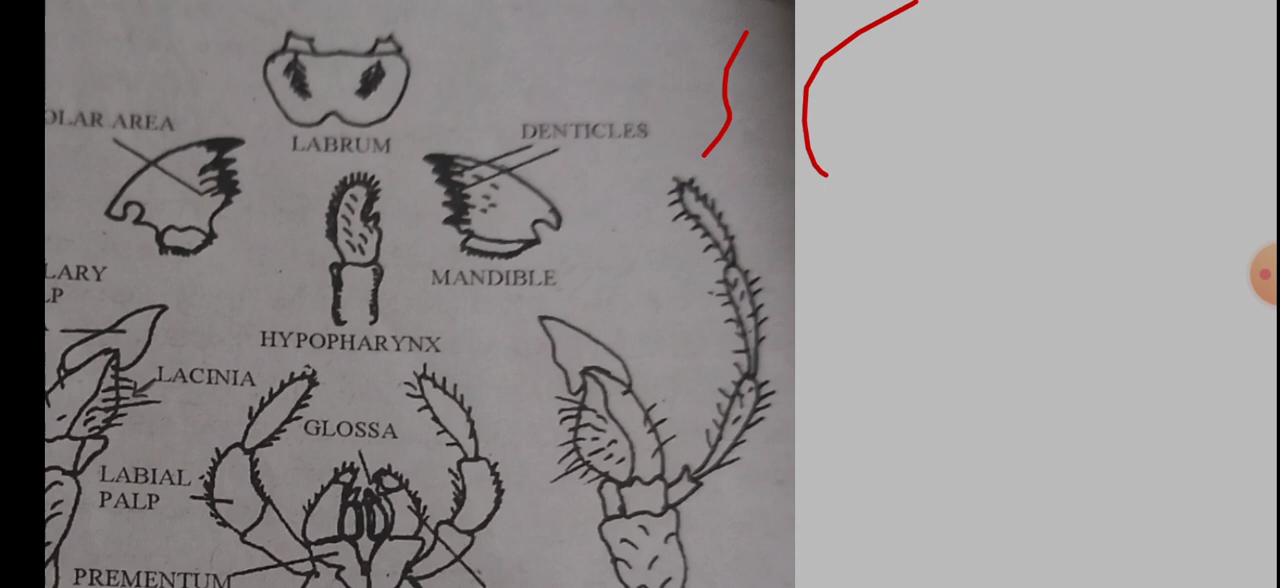 OLAR AREA
LABRUM
DENTICLES
LARY
LP
MANDIBLE
HYPOPHARYNX
LACINIA
GLOSSA
LABIAL
PALP
PREMENTUM